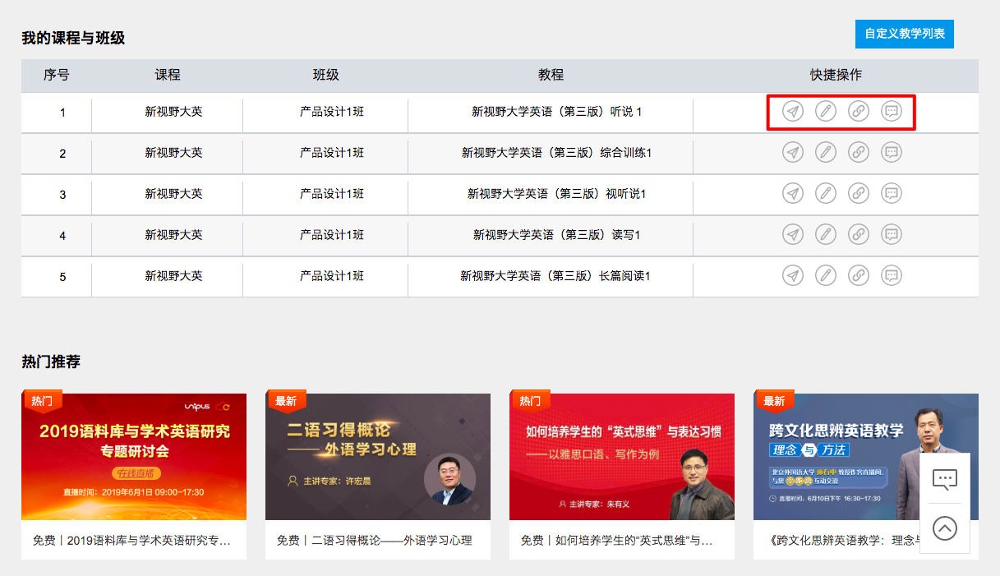 我的课程与班级
自定义教学列表
序号 课程 班级 教程 快捷操作
1 新视野大英 产品设计1班 新视野大学英语（第三版）听说 1
2 新视野大英 产品设计1班 新视野大学英语（第三版）综合训练1
3 新视野大英 产品设计1班 新视野大学英语（第三版）视听说1
4 新视野大英 产品设计1班 新视野大学英语（第三版）读写1
5 新视野大英 产品设计1班 新视野大学英语（第三版）长篇阅读1
热门推荐
热门
unipus
2019语料库与学术英语研究
专题研讨会
在线直播
直播时间：2019年6月1日 09:00-17:30
免费丨2019语料库与学术英语研究专…
最新
二语习得概论
—— 外语学习心理
主讲专家：许宏晨
免费丨二语习得概论——外语学习心理
热门
如何培养学生的“英式思维”与表达习惯
——以雅思口语、写作为例
主讲专家：朱有义
免费丨如何培养学生的“英式思维”与…
最新
跨文化思辨英语教学
理念与方法
北京外国语大学 教授作客直播间，
与您 互动交流
直播时间：6月10日下午 16:30-17:30
《跨文化思辨英语教学：理念